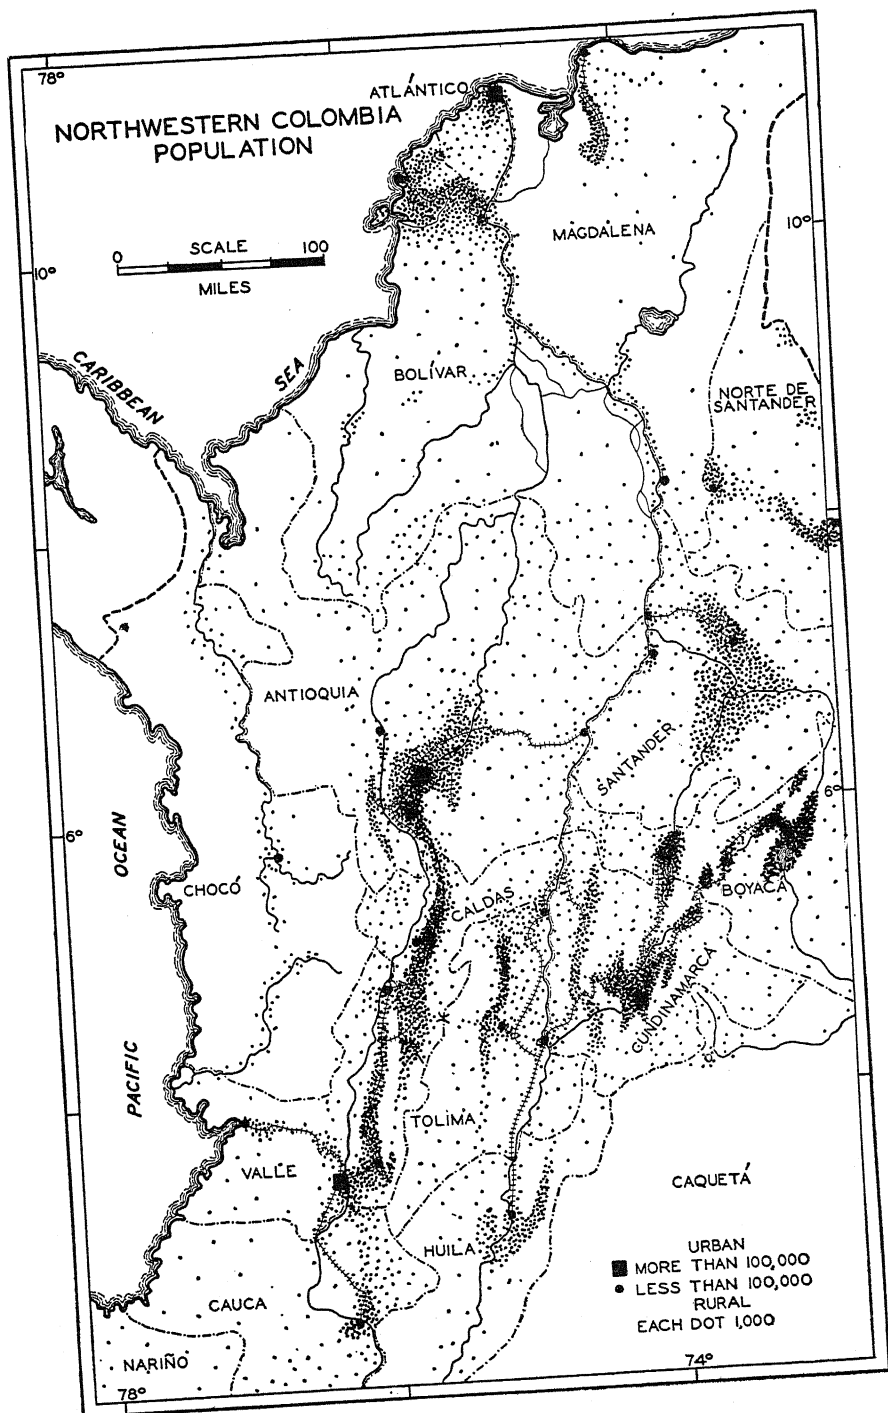 78°
ATLÁNTICO
NORTHWESTERN COLOMBIA
POPULATION
SCALE
0 100
MILES
MAGDALENA
10°
10°
CARIBBEAN
SEA
BOLÍVAR
NORTE DE
SANTANDER
ANTIOQUIA
SANTANDER
OCEAN
6°
6°
CHOCÓ
CALDAS
BOYACÁ
CUNDINAMARCA
PACIFIC
TOLIMA
VALLE
CAQUETÁ
HUILA
CAUCA
NARIÑO
URBAN
MORE THAN 100,000
LESS THAN 100,000
RURAL
EACH DOT 1,000
78°
74°